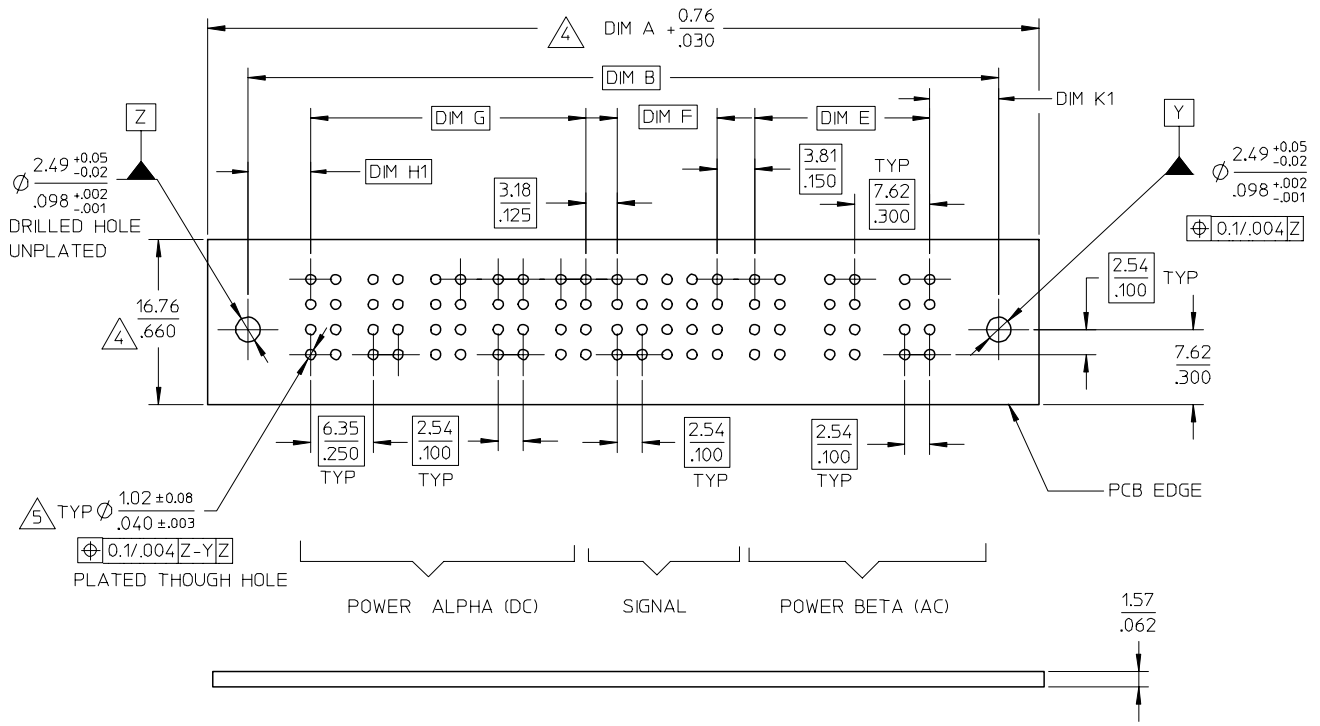 4 DIM A + 0.76
.030
DIM B
DIM K1
Z
DIM G
DIM F
DIM E
Y
Ø 2.49 +0.05 -0.02
.098 +.002 -.001
DRILLED HOLE
UNPLATED
DIM H1
3.18
.125
3.81
.150
TYP
7.62
.300
Ø 2.49 +0.05 -0.02
.098 +.002 -.001
⌖ 0.1/.004 Z
4 16.76
.660
2.54
.100
TYP
7.62
.300
6.35
.250
TYP
2.54
.100
TYP
2.54
.100
TYP
2.54
.100
TYP
PCB EDGE
5 TYP Ø 1.02 ±0.08
.040 ±.003
⌖ 0.1/.004 Z-Y Z
PLATED THOUGH HOLE
POWER ALPHA (DC)
SIGNAL
POWER BETA (AC)
1.57
.062